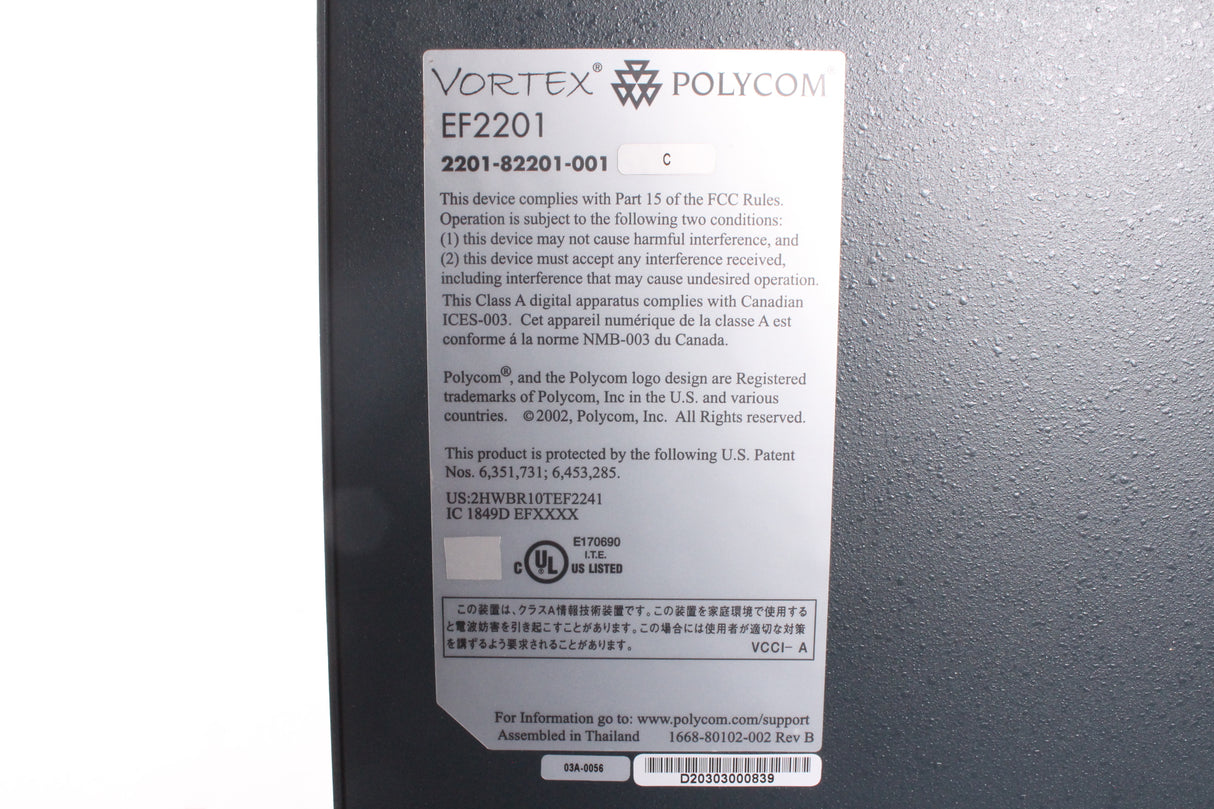 VORTEX® POLYCOM
EF2201
2201-82201-001 C
This device complies with Part 15 of the FCC Rules.
Operation is subject to the following two conditions:
(1) this device may not cause harmful interference, and
(2) this device must accept any interference received,
including interference that may cause undesired operation.
This Class A digital apparatus complies with Canadian
ICES-003. Cet appareil numérique de la classe A est
conforme á la norme NMB-003 du Canada.
Polycom®, and the Polycom logo design are Registered
trademarks of Polycom, Inc in the U.S. and various
countries. ©2002, Polycom, Inc. All Rights reserved.
This product is protected by the following U.S. Patent
Nos. 6,351,731; 6,453,285.
US:2HWBR10TEF2241
IC 1849D EFXXXX
E170690
I.T.E.
C UL® US LISTED
この装置は、クラスA情報技術装置です。この装置を家庭環境で使用する
と電波妨害を引き起こすことがあります。この場合には使用者が適切な対策
を講ずるよう要求されることがあります。 VCCI- A
For Information go to: www.polycom.com/support
Assembled in Thailand 1668-80102-002 Rev B
03A-0056
D20303000839